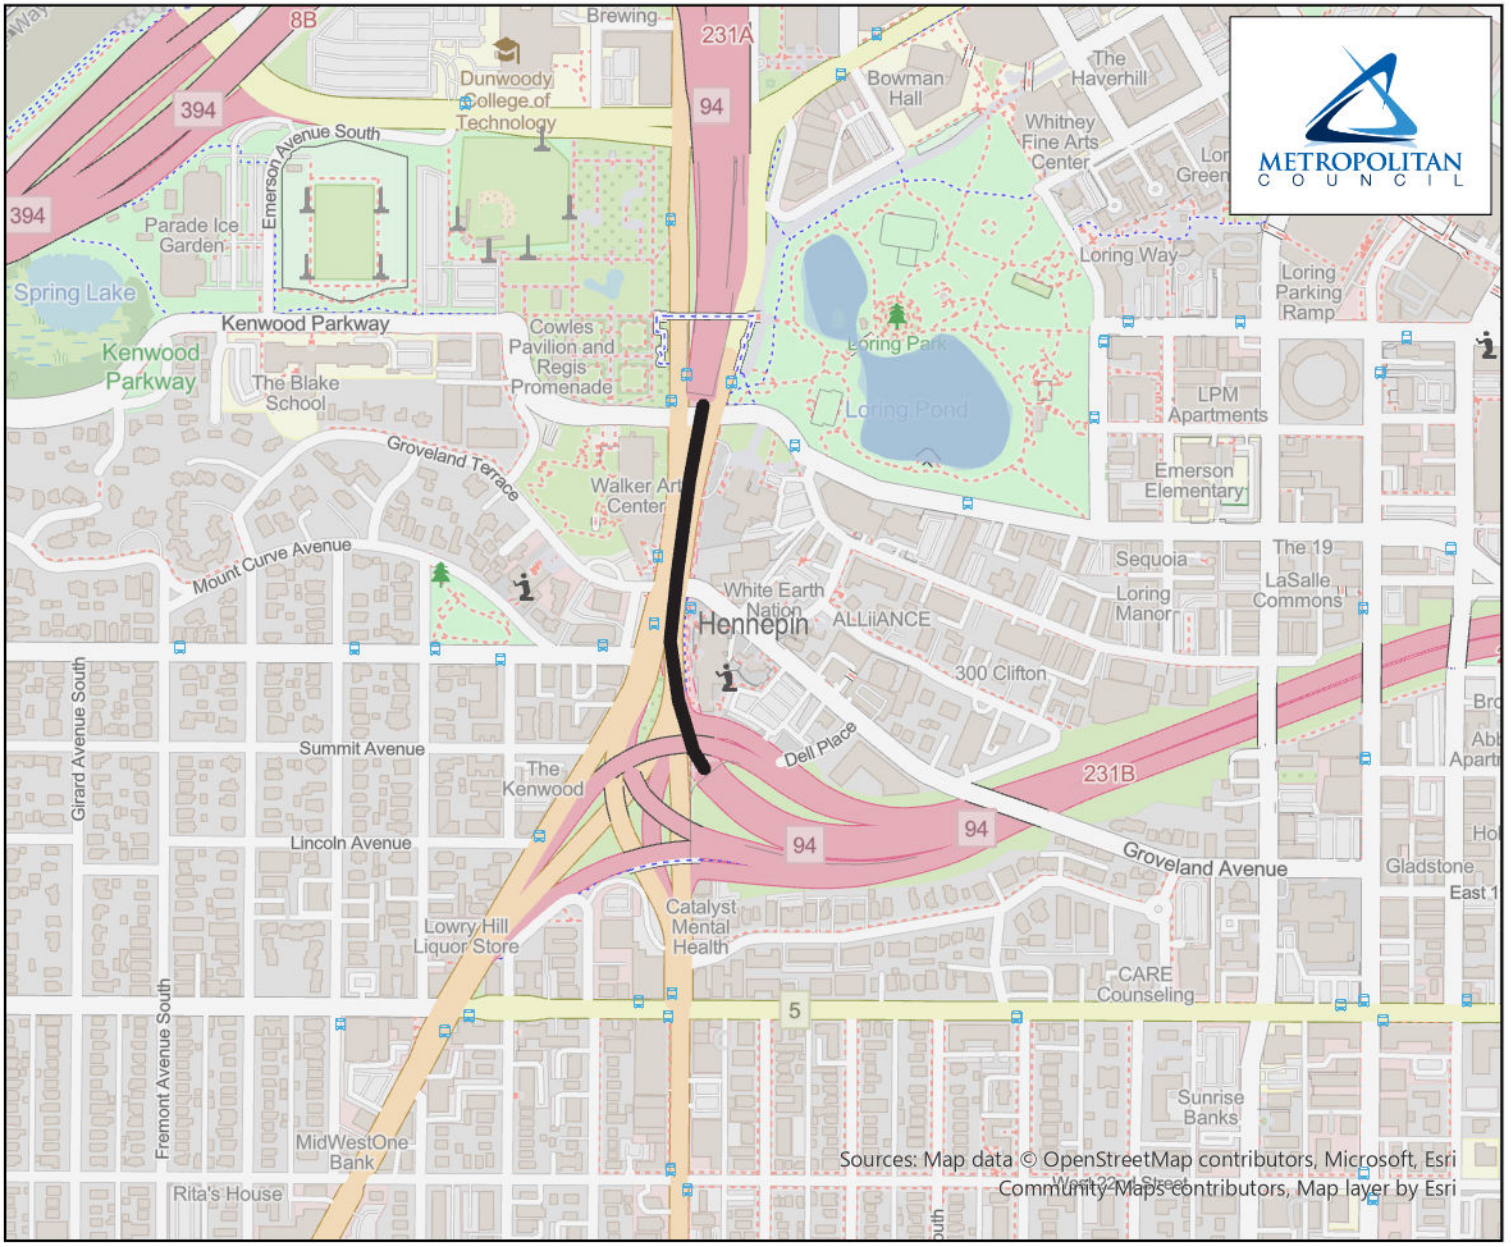 Way
8B
Brewing
231A
The
Haverhill
Bowman
Hall
Dunwoody
College of
Technology
394
94
Emerson Avenue South
Whitney
Fine Arts
Center
METROPOLITAN
COUNCIL
394
Parade Ice
Garden
Loring Way
Loring
Parking
Ramp
Spring Lake
Kenwood Parkway
Cowles
Pavilion and
Regis
Promenade
Loring Park
Kenwood
Parkway
The Blake
School
Loring Pond
LPM
Apartments
Groveland Terrace
Walker Art
Center
Emerson
Elementary
Mount Curve Avenue
White Earth
Nation
Hennepin
ALLiiANCE
Sequoia
The 19
LaSalle
Commons
Loring
Manor
300 Clifton
Girard Avenue South
Summit Avenue
The
Kenwood
Dell Place
231B
94
94
Lincoln Avenue
Groveland Avenue
Gladstone
East 1
Lowry Hill
Liquor Store
Catalyst
Mental
Health
CARE
Counseling
5
Fremont Avenue South
Sunrise
Banks
MidWestOne
Bank
Rita's House
Sources: Map data © OpenStreetMap contributors, Microsoft, Esri
Community Maps contributors, Map layer by Esri